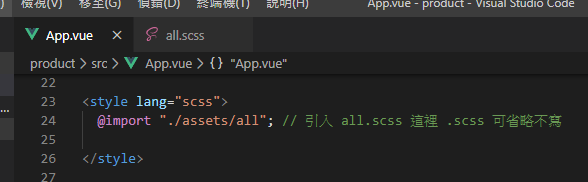 檢視(V) 移至(G) 偵錯(D) 終端機(T) 說明(H) App.vue - product - Visual Studio Code
App.vue × all.scss
product > src > App.vue > {} "App.vue"
22
23 <style lang="scss">
24 @import "./assets/all"; // 引入 all.scss 這裡 .scss 可省略不寫
25
26 </style>
27